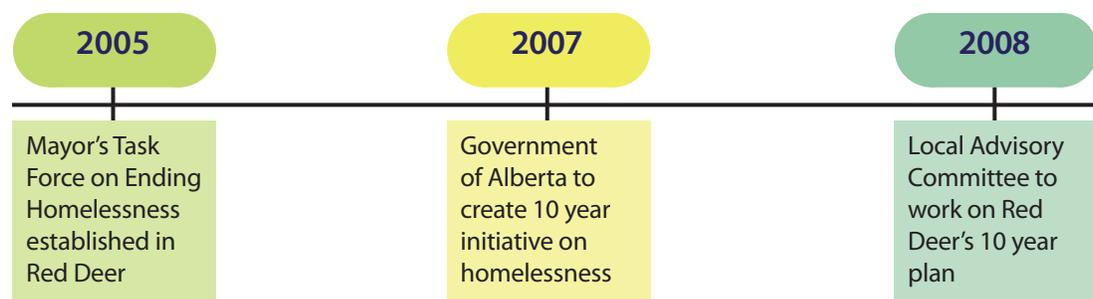 2005
Mayor's Task
Force on Ending
Homelessness
established in
Red Deer
2007
Government
of Alberta to
create 10 year
initiative on
homelessness
2008
Local Advisory
Committee to
work on Red
Deer's 10 year
plan